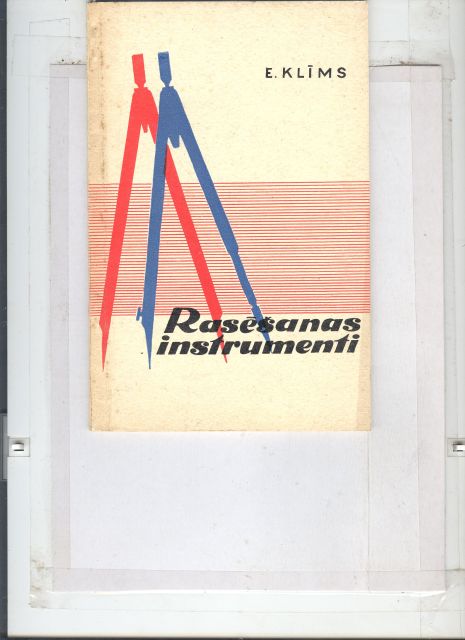 E. KLĪMS
Rasēšanas
instrumenti